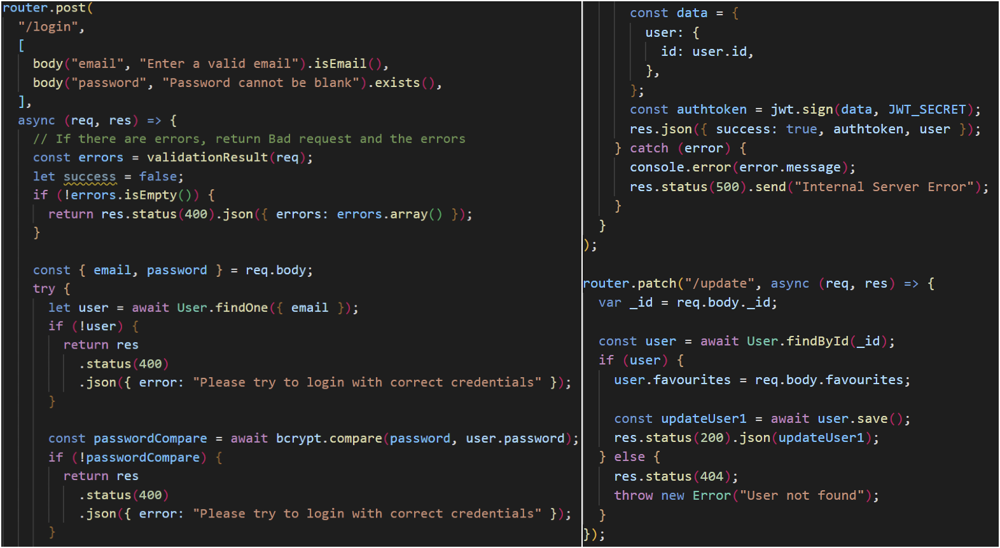 router.post(
  "/login",
  [
    body("email", "Enter a valid email").isEmail(),
    body("password", "Password cannot be blank").exists(),
  ],
  async (req, res) => {
    // If there are errors, return Bad request and the errors
    const errors = validationResult(req);
    let success = false;
    if (!errors.isEmpty()) {
      return res.status(400).json({ errors: errors.array() });
    }

    const { email, password } = req.body;
    try {
      let user = await User.findOne({ email });
      if (!user) {
        return res
          .status(400)
          .json({ error: "Please try to login with correct credentials" });
      }

      const passwordCompare = await bcrypt.compare(password, user.password);
      if (!passwordCompare) {
        return res
          .status(400)
          .json({ error: "Please try to login with correct credentials" });
      }
      const data = {
        user: {
          id: user.id,
        },
      };
      const authtoken = jwt.sign(data, JWT_SECRET);
      res.json({ success: true, authtoken, user });
    } catch (error) {
      console.error(error.message);
      res.status(500).send("Internal Server Error");
    }
  }
);

router.patch("/update", async (req, res) => {
  var _id = req.body._id;

  const user = await User.findById(_id);
  if (user) {
    user.favourites = req.body.favourites;

    const updateUser1 = await user.save();
    res.status(200).json(updateUser1);
  } else {
    res.status(404);
    throw new Error("User not found");
  }
});